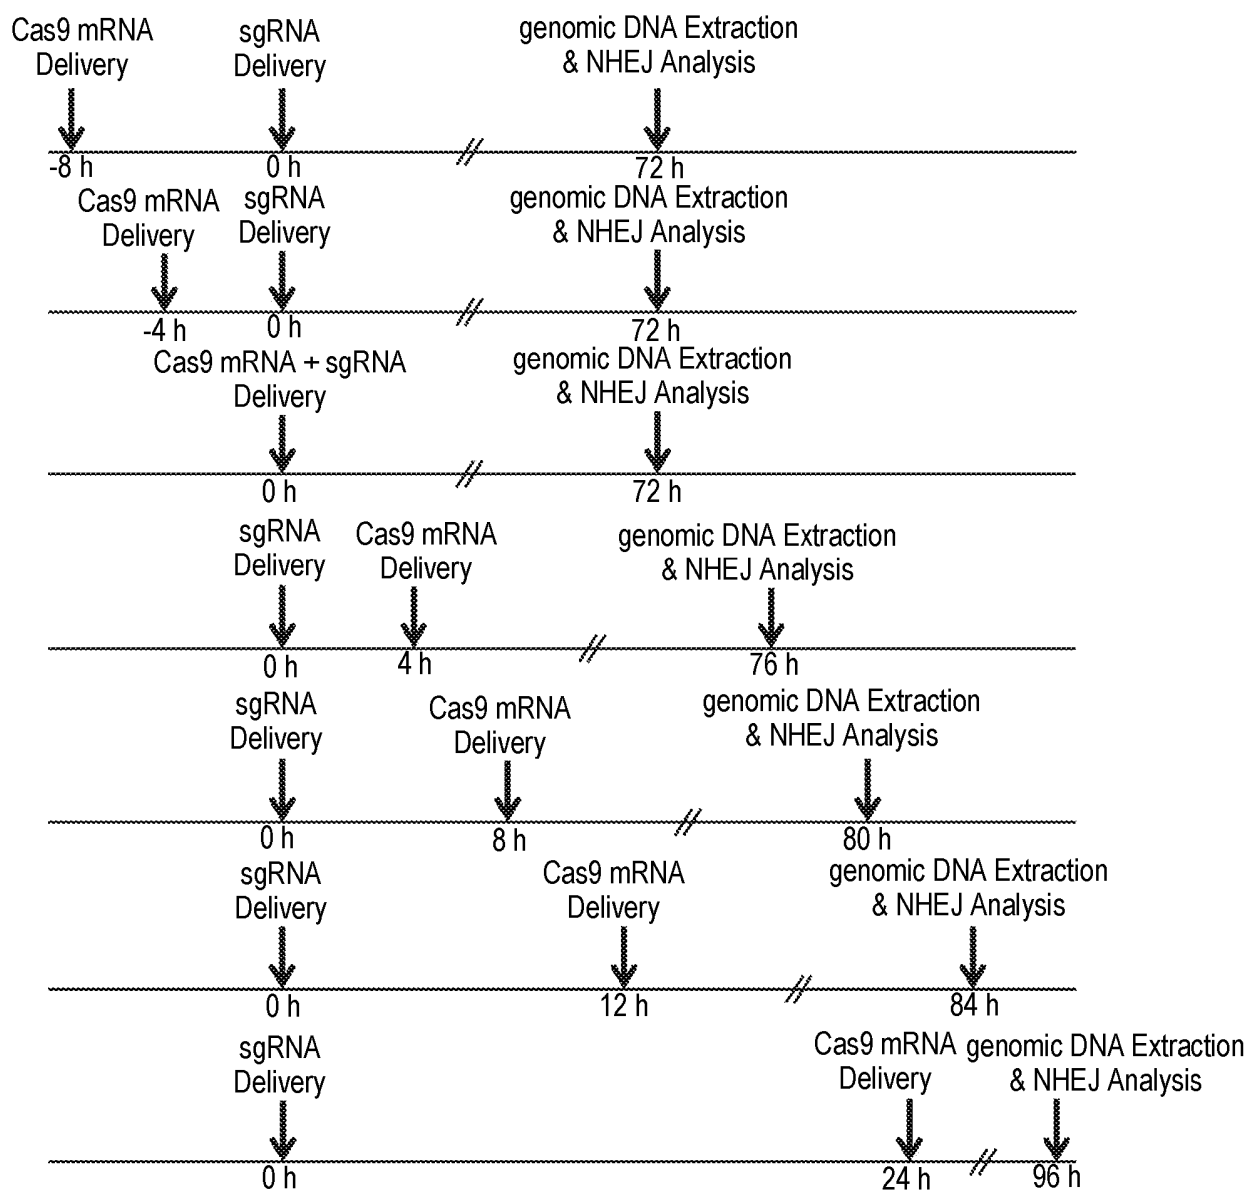 Cas9 mRNA
Delivery
sgRNA
Delivery
genomic DNA Extraction
& NHEJ Analysis
-8 h
0 h
72 h
Cas9 mRNA
Delivery
sgRNA
Delivery
genomic DNA Extraction
& NHEJ Analysis
-4 h
0 h
72 h
Cas9 mRNA + sgRNA
Delivery
genomic DNA Extraction
& NHEJ Analysis
0 h
72 h
sgRNA
Delivery
Cas9 mRNA
Delivery
genomic DNA Extraction
& NHEJ Analysis
0 h
4 h
76 h
sgRNA
Delivery
Cas9 mRNA
Delivery
genomic DNA Extraction
& NHEJ Analysis
0 h
8 h
80 h
sgRNA
Delivery
Cas9 mRNA
Delivery
genomic DNA Extraction
& NHEJ Analysis
0 h
12 h
84 h
sgRNA
Delivery
Cas9 mRNA
Delivery
genomic DNA Extraction
& NHEJ Analysis
0 h
24 h
96 h